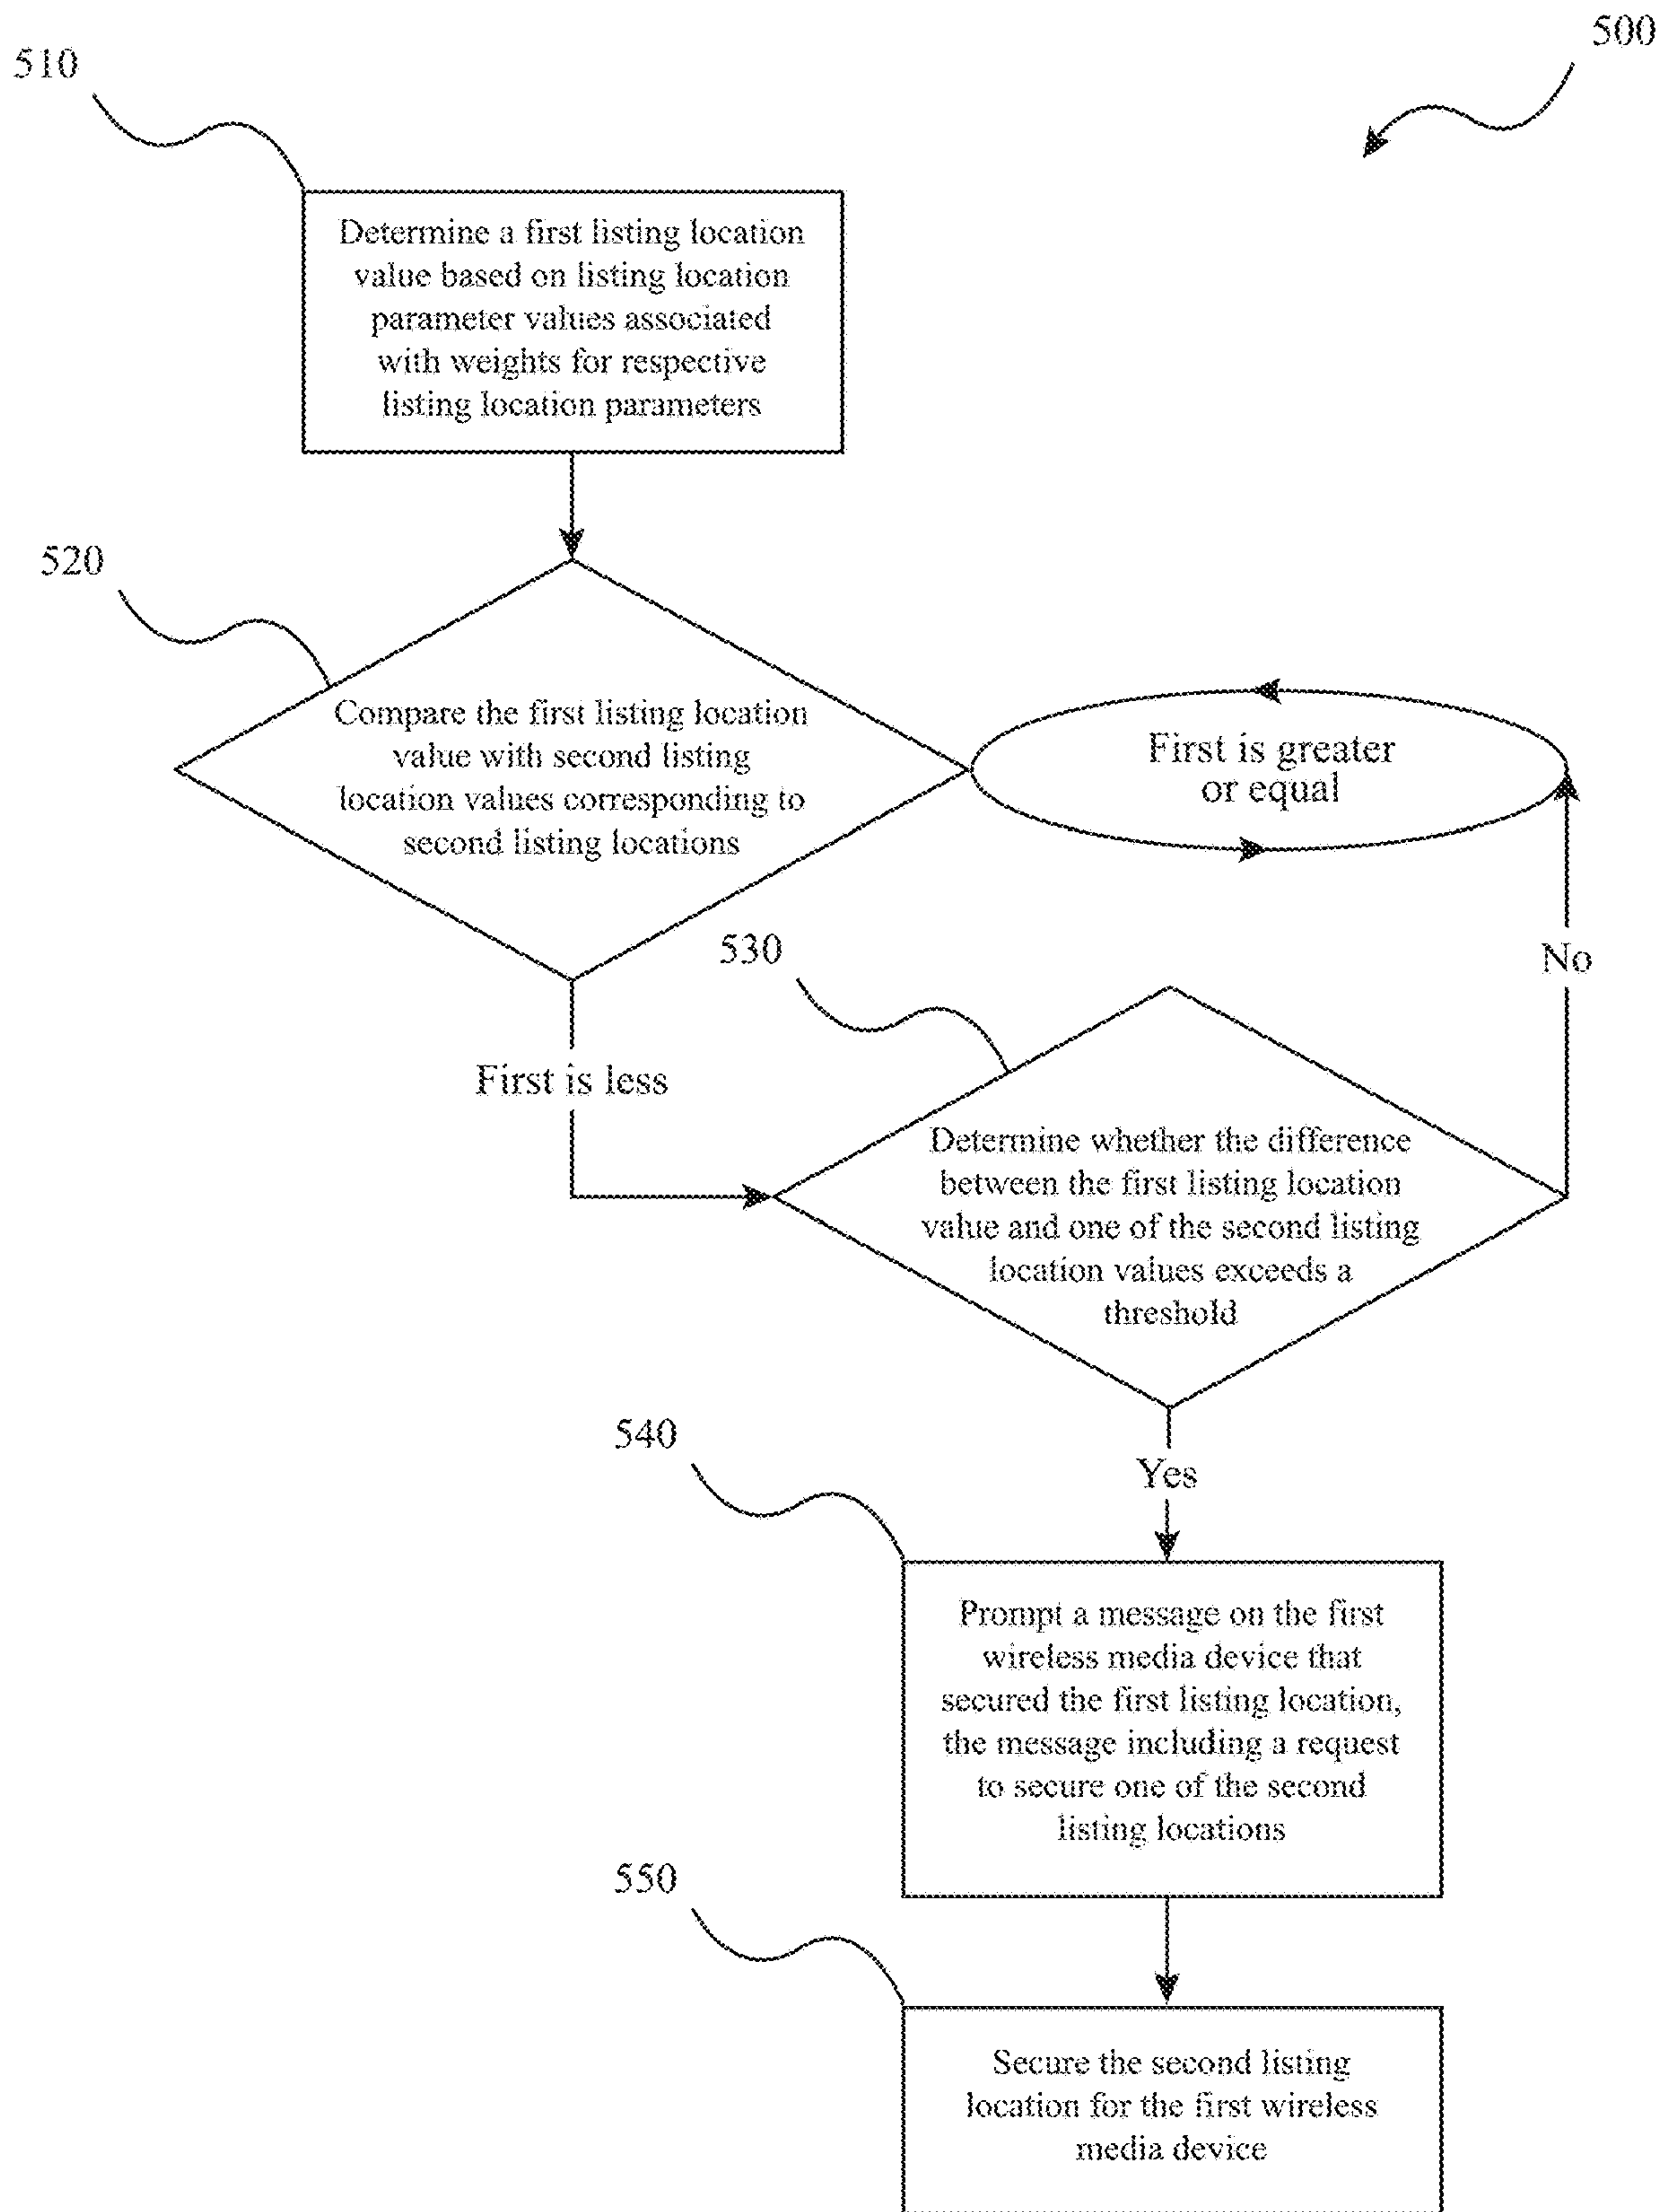 500
510
Determine a first listing location
value based on listing location
parameter values associated
with weights for respective
listing location parameters
520
Compare the first listing location
value with second listing
location values corresponding to
second listing locations
First is greater
or equal
530
No
First is less
Determine whether the difference
between the first listing location
value and one of the second listing
location values exceeds a
threshold
540
Yes
Prompt a message on the first
wireless media device that
secured the first listing location,
the message including a request
to secure one of the second
listing locations
550
Secure the second listing
location for the first wireless
media device